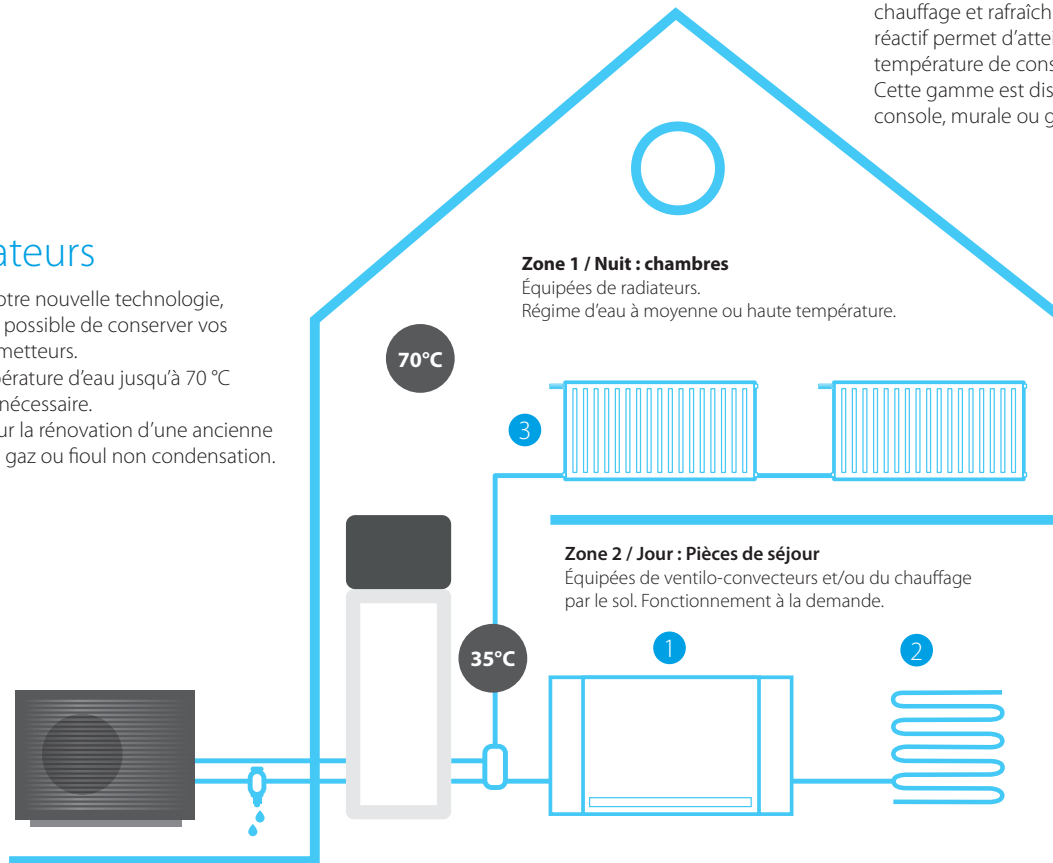 chauffage et rafraîch
réactif permet d’attei
température de cons
Cette gamme est dis
console, murale ou g
ateurs
otre nouvelle technologie,
possible de conserver vos
metteurs.
pérature d’eau jusqu’à 70 °C
nécessaire.
ur la rénovation d’une ancienne
gaz ou fioul non condensation.
Zone 1 / Nuit : chambres
Équipées de radiateurs.
Régime d’eau à moyenne ou haute température.
70°C
3
Zone 2 / Jour : Pièces de séjour
Équipées de ventilo-convecteurs et/ou du chauffage
par le sol. Fonctionnement à la demande.
35°C
1
2